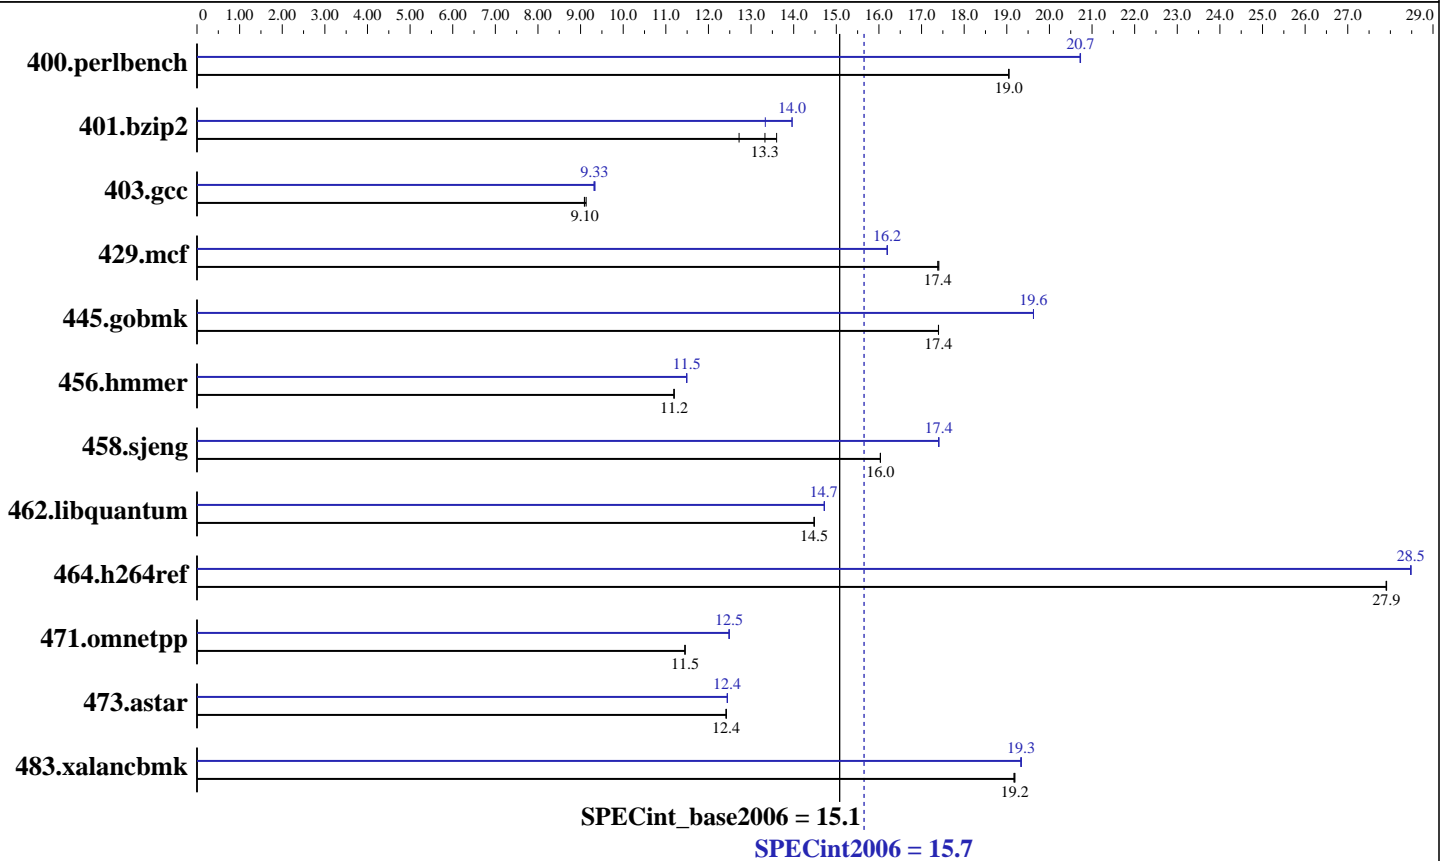 0 1.00 2.00 3.00 4.00 5.00 6.00 7.00 8.00 9.00 10.0 11.0 12.0 13.0 14.0 15.0 16.0 17.0 18.0 19.0 20.0 21.0 22.0 23.0 24.0 25.0 26.0 27.0 29.0
20.7
400.perlbench
19.0
14.0
401.bzip2
13.3
9.33
403.gcc
9.10
16.2
429.mcf
17.4
19.6
445.gobmk
17.4
11.5
456.hmmer
11.2
17.4
458.sjeng
16.0
14.7
462.libquantum
14.5
28.5
464.h264ref
27.9
12.5
471.omnetpp
11.5
12.4
473.astar
12.4
19.3
483.xalancbmk
19.2
SPECint_base2006 = 15.1
SPECint2006 = 15.7